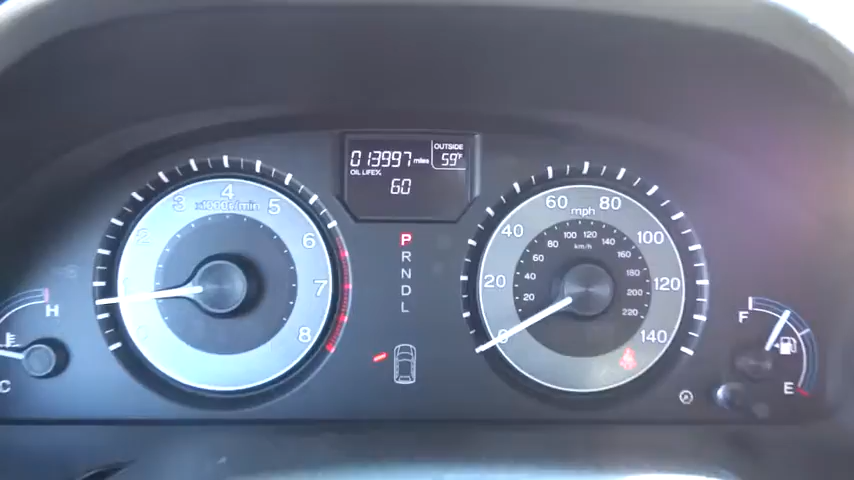 013997 miles
OUTSIDE
59°F
OIL LIFE%
60
1
2
3
4
5
6
7
8
x1000r/min
P
R
N
D
L
0
20
40
60
80
100
120
140
mph
20
40
60
80
100
120
140
160
180
200
220
km/h
H
C
F
E